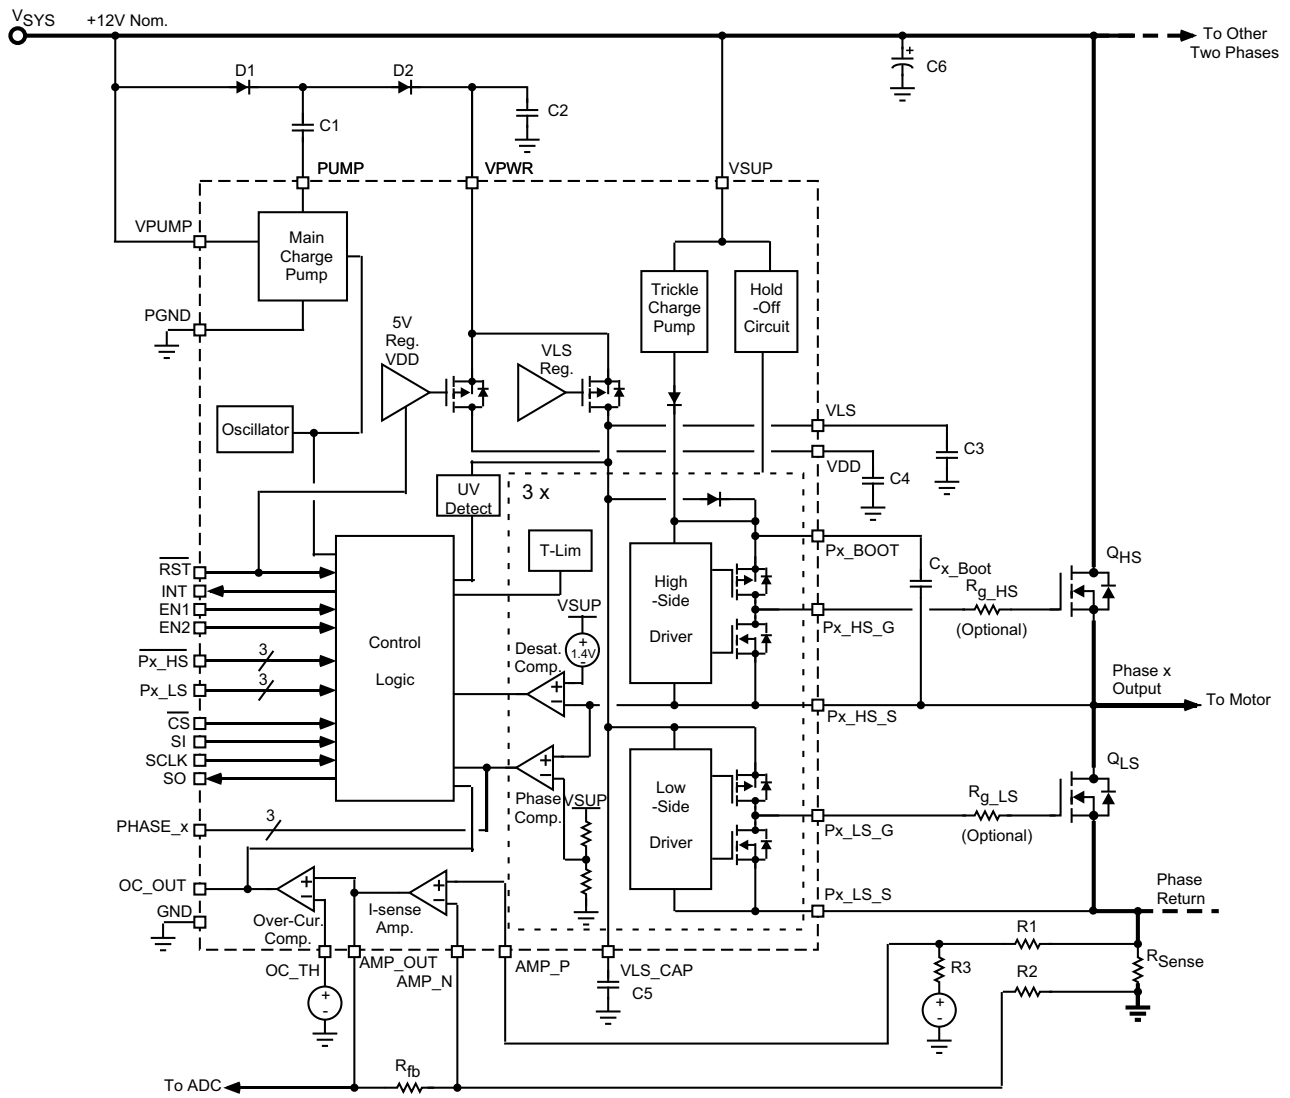 VSYS
+12V Nom.
To Other
Two Phases
D1
D2
C6
C1
C2
PUMP
VPWR
VSUP
VPUMP
Main
Charge
Pump
PGND
Trickle
Charge
Pump
Hold
-Off
Circuit
5V
Reg.
VDD
VLS
Reg.
VLS
Oscillator
C3
VDD
C4
UV
Detect
3 x
T-Lim
High
-Side
Driver
Px_BOOT
Cx_Boot
QHS
Rg_HS
(Optional)
Px_HS_G
RST
INT
EN1
EN2
Px_HS
3
Px_LS
3
CS
SI
SCLK
SO
Control
Logic
VSUP
+
1.4V
-
Desat.
Comp.
+
-
Phase x
Output
To Motor
Px_HS_S
QLS
+
-
Phase
Comp.
VSUP
Low
-Side
Driver
Rg_LS
(Optional)
Px_LS_G
PHASE_x
3
OC_OUT
+
-
Over-Cur.
Comp.
+
-
I-sense
Amp.
GND
Px_LS_S
Phase
Return
R1
RSense
R2
R3
OC_TH
AMP_OUT
AMP_N
AMP_P
VLS_CAP
C5
+
-
+
-
Rfb
To ADC